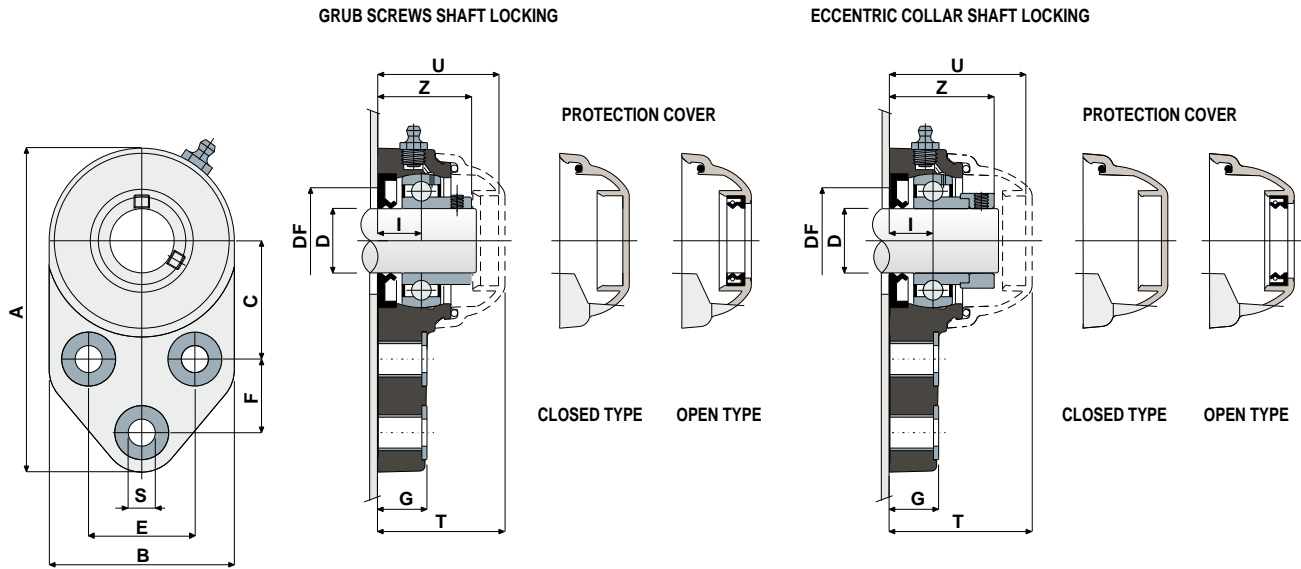 GRUB SCREWS SHAFT LOCKING
ECCENTRIC COLLAR SHAFT LOCKING
U
Z
PROTECTION COVER
U
Z
PROTECTION COVER
A
C
F
S
E
B
DF
D
I
G
T
CLOSED TYPE
OPEN TYPE
DF
D
I
G
T
CLOSED TYPE
OPEN TYPE